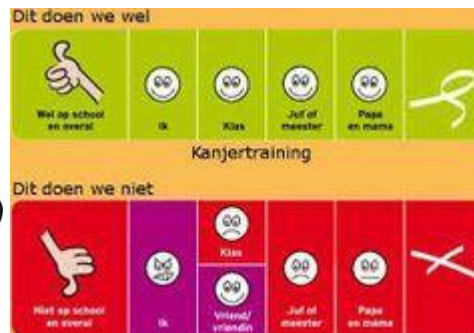 Dit doen we wel
Wel op school
en overal
Ik
Klas
Juf of
meester
Papa
en mama
Kanjertraining
Dit doen we niet
Niet op school
en overal
Ik
Klas
Vriend/
vriendin
Juf of
meester
Papa
en mama